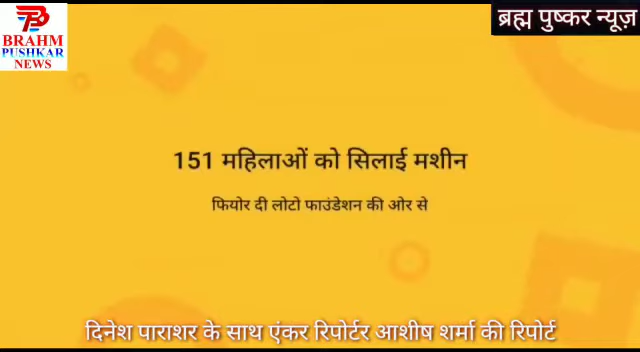 BRAHM
PUSHKAR
NEWS
ब्रह्म पुष्कर न्यूज़
151 महिलाओं को सिलाई मशीन
फियोर दी लोटो फाउंडेशन की ओर से
दिनेश पाराशर के साथ एंकर रिपोर्टर आशीष शर्मा की रिपोर्ट